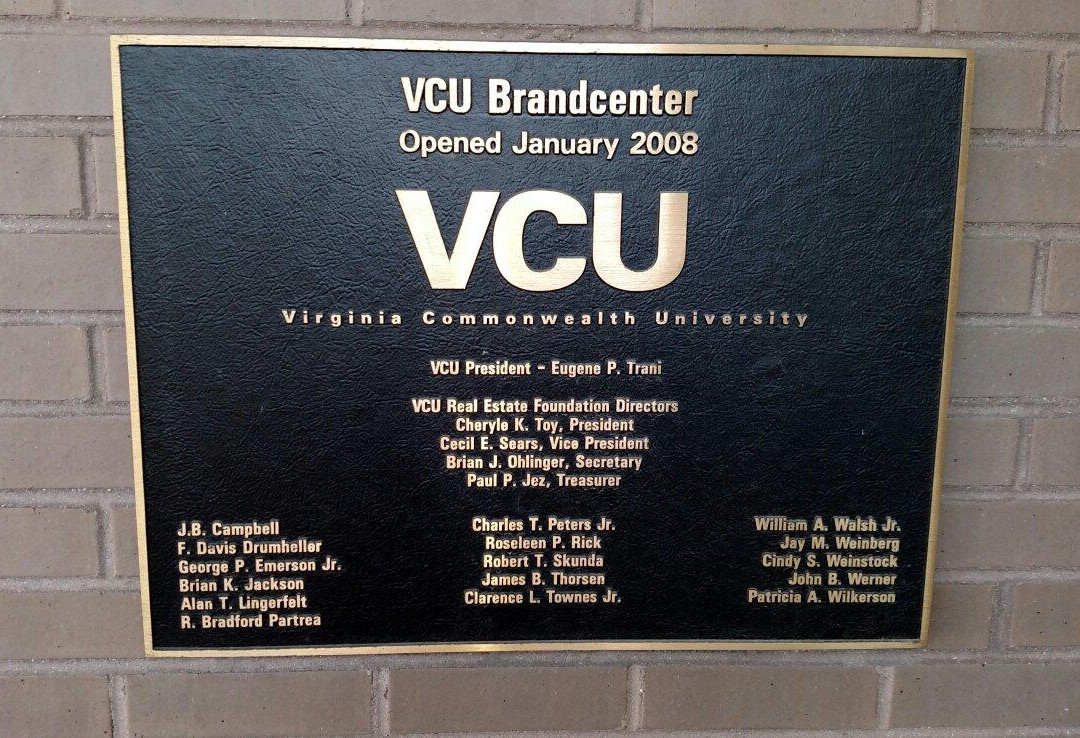 VCU Brandcenter
Opened January 2008
VCU
Virginia Commonwealth University
VCU President - Eugene P. Trani
VCU Real Estate Foundation Directors
Cheryle K. Toy, President
Cecil E. Sears, Vice President
Brian J. Ohlinger, Secretary
Paul P. Jez, Treasurer
J.B. Campbell
F. Davis Drumheller
George P. Emerson Jr.
Brian K. Jackson
Alan T. Lingerfelt
R. Bradford Partrea
Charles T. Peters Jr.
Roseleen P. Rick
Robert T. Skunda
James B. Thorsen
Clarence L. Townes Jr.
William A. Walsh Jr.
Jay M. Weinberg
Cindy S. Weinstock
John B. Werner
Patricia A. Wilkerson